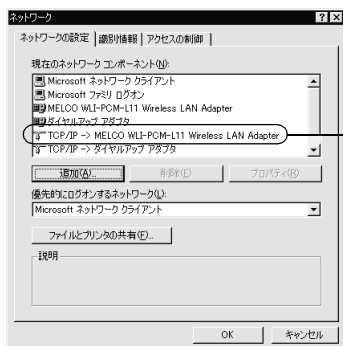 ネットワーク
ネットワークの設定 識別情報 アクセスの制御
現在のネットワーク コンポーネント(N):
Microsoft ネットワーク クライアント
Microsoft ファミリ ログオン
MELCO WLI-PCM-L11 Wireless LAN Adapter
ダイヤルアップ アダプタ
TCP/IP -> MELCO WLI-PCM-L11 Wireless LAN Adapter
TCP/IP -> ダイヤルアップ アダプタ
追加(A)... 削除(E) プロパティ(R)
優先的にログオンするネットワーク(L):
Microsoft ネットワーク クライアント
ファイルとプリンタの共有(F)...
説明
OK キャンセル